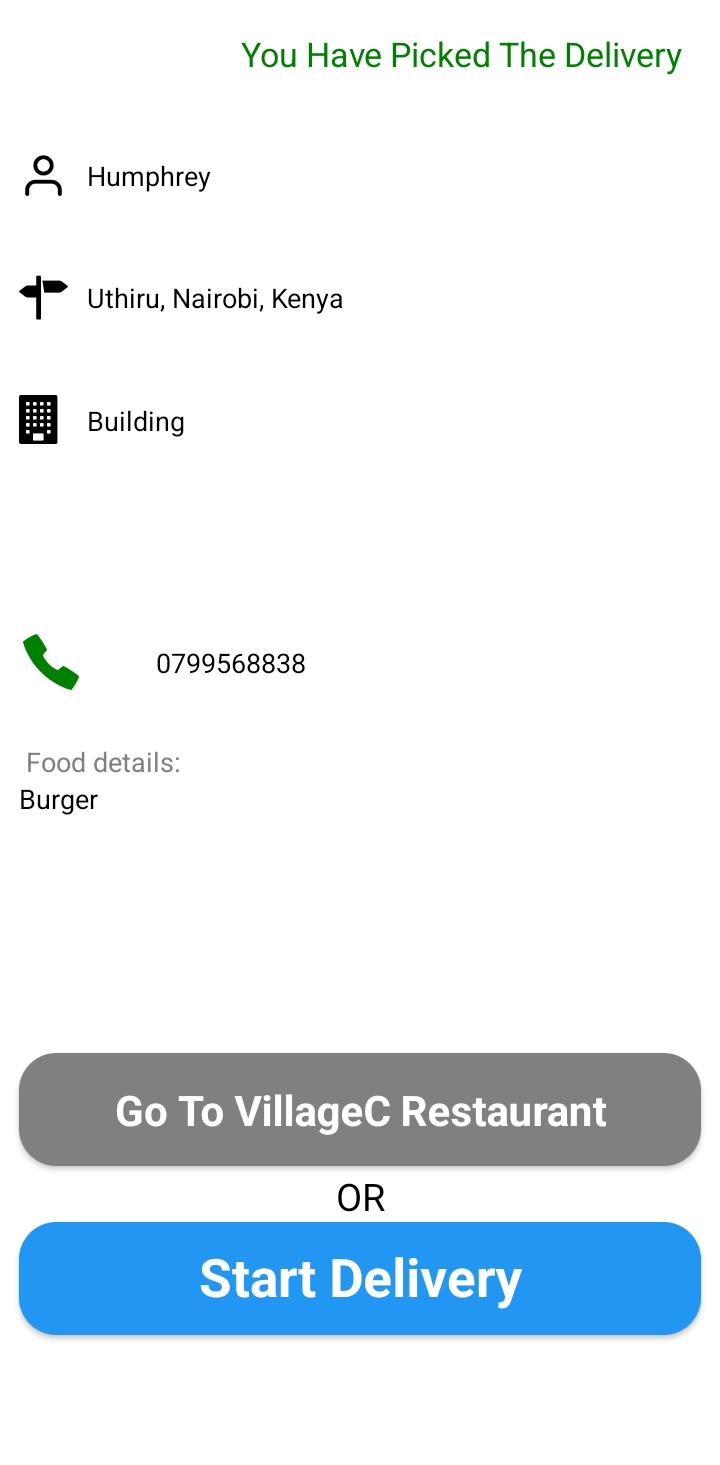 You Have Picked The Delivery
Humphrey
Uthiru, Nairobi, Kenya
Building
0799568838
Food details:
Burger
Go To VillageC Restaurant
OR
Start Delivery